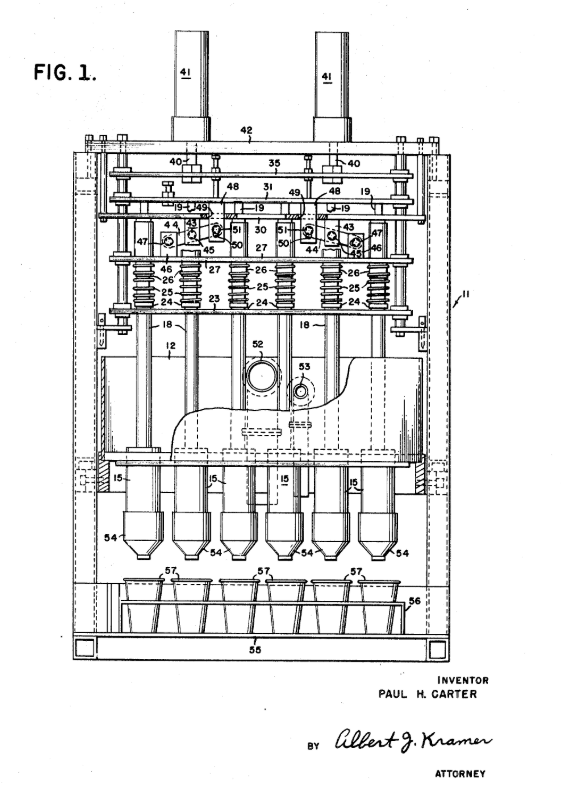 FIG. 1.
41 41
42
40 35 40
48 31 49 48 19
19 49 19 19
44 43 51 30 51 43 47
47 45 50 27 50 44 45 46
46 27
26 26 26
25 25 25
24 23 24 24
11
18 18
12 52 53
15 15 15 15 15
54 54 54 54
57 57 57 57
56
55
INVENTOR
PAUL H. CARTER
BY Albert J. Kramer
ATTORNEY